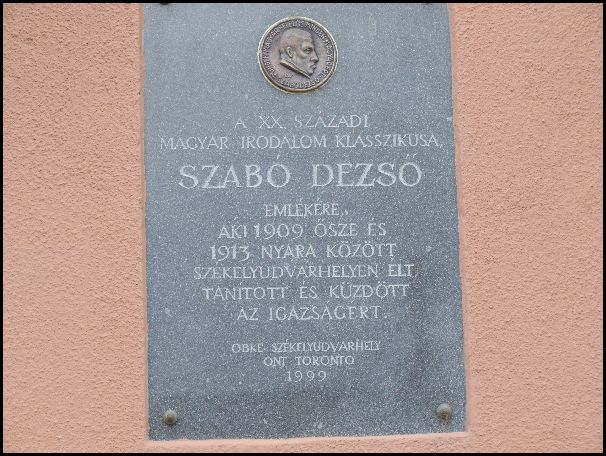 A XX. SZÁZADI
MAGYAR IRODALOM KLASSZIKUSA,
SZABÓ DEZSŐ
EMLÉKÉRE,
AKI 1909 ŐSZE ÉS
1913 NYARA KÖZÖTT
SZÉKELYUDVARHELYEN ÉLT,
TANÍTOTT ÉS KÜZDÖTT
AZ IGAZSÁGÉRT.
OBKE- SZÉKELYUDVARHELY
ONT TORONTO
1999